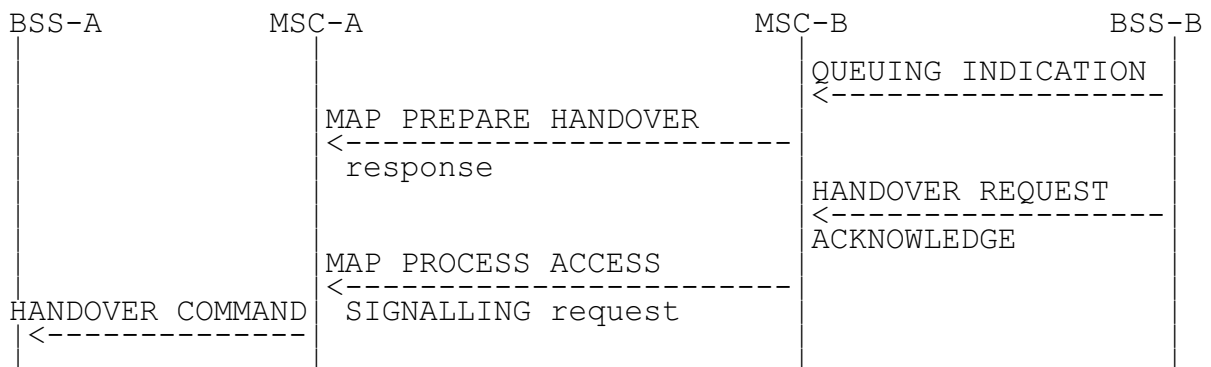 BSS-A MSC-A MSC-B BSS-B
QUEUING INDICATION
MAP PREPARE HANDOVER
response
HANDOVER REQUEST
ACKNOWLEDGE
MAP PROCESS ACCESS
HANDOVER COMMAND SIGNALLING request